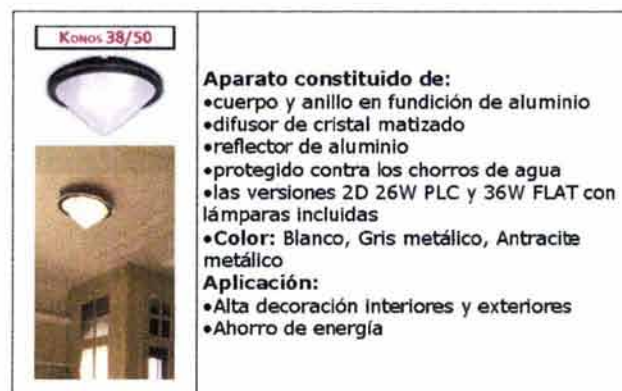 KONOS 38/50
Aparato constituido de:
•cuerpo y anillo en fundición de aluminio
•difusor de cristal matizado
•reflector de aluminio
•protegido contra los chorros de agua
•las versiones 2D 26W PLC y 36W FLAT con
lámparas incluidas
•Color: Blanco, Gris metálico, Antracite
metálico
Aplicación:
•Alta decoración interiores y exteriores
•Ahorro de energía